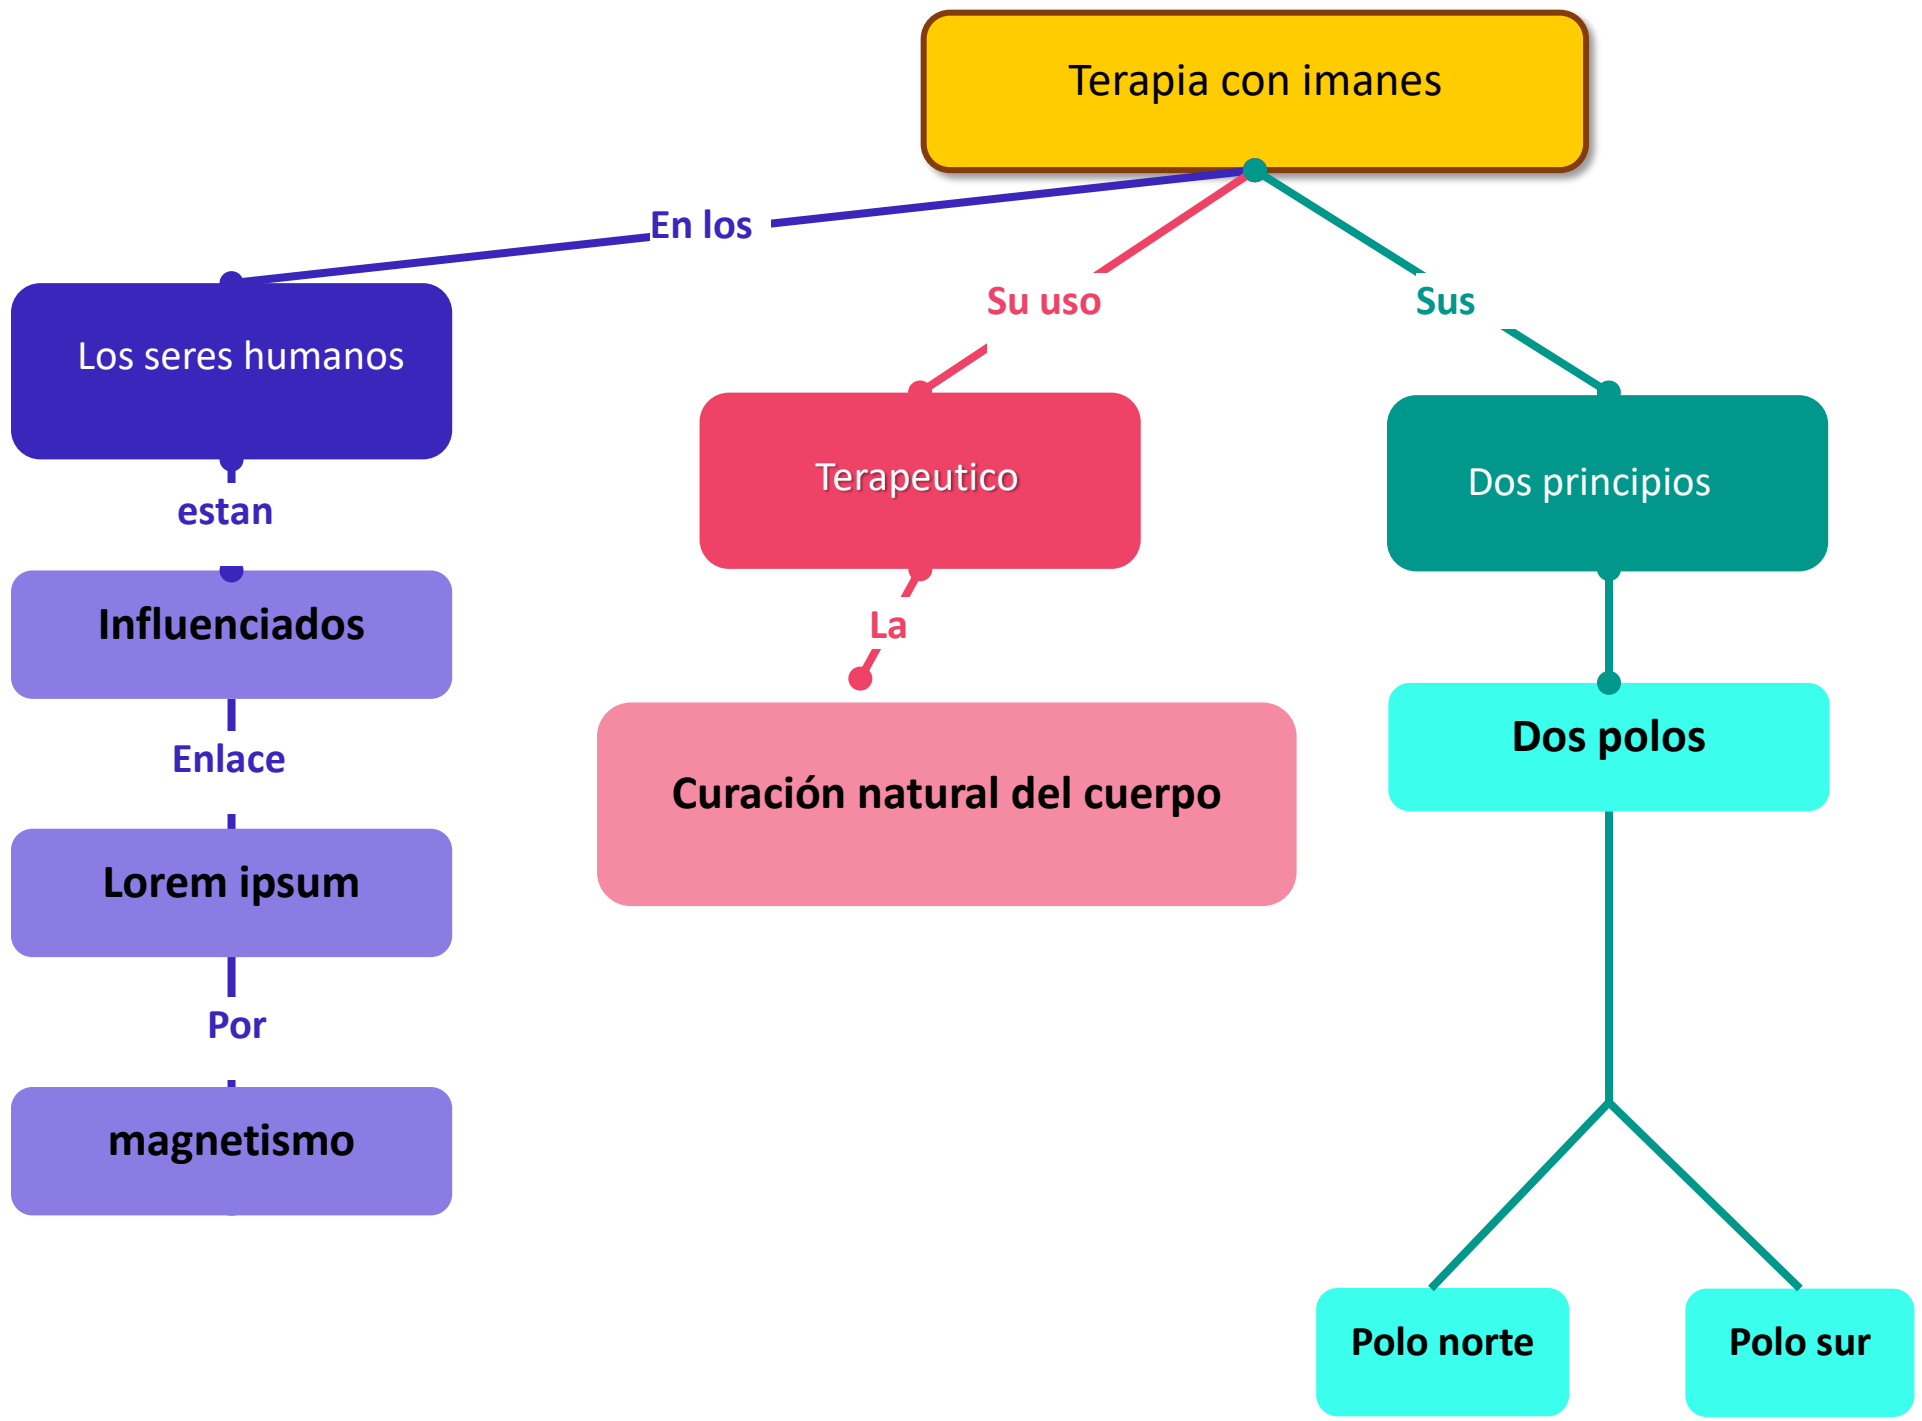 Terapia con imanes
En los
Su uso
Sus
Los seres humanos
Terapeutico
Dos principios
estan
Influenciados
La
Dos polos
Enlace
Curación natural del cuerpo
Lorem ipsum
Por
magnetismo
Polo norte
Polo sur